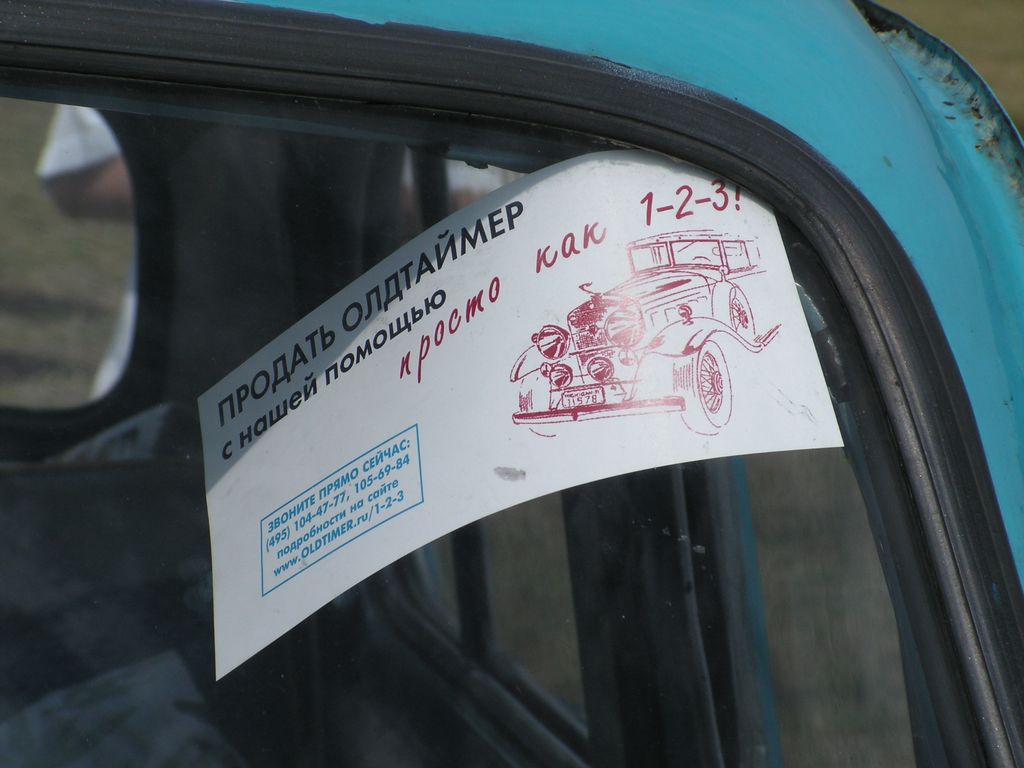 ПРОДАТЬ ОЛДТАЙМЕР
с нашей помощью
просто как 1-2-3!
11578
ЗВОНИТЕ ПРЯМО СЕЙЧАС:
(495) 104-47-77, 105-69-84
подробности на сайте
www.OLDTIMER.ru/1-2-3